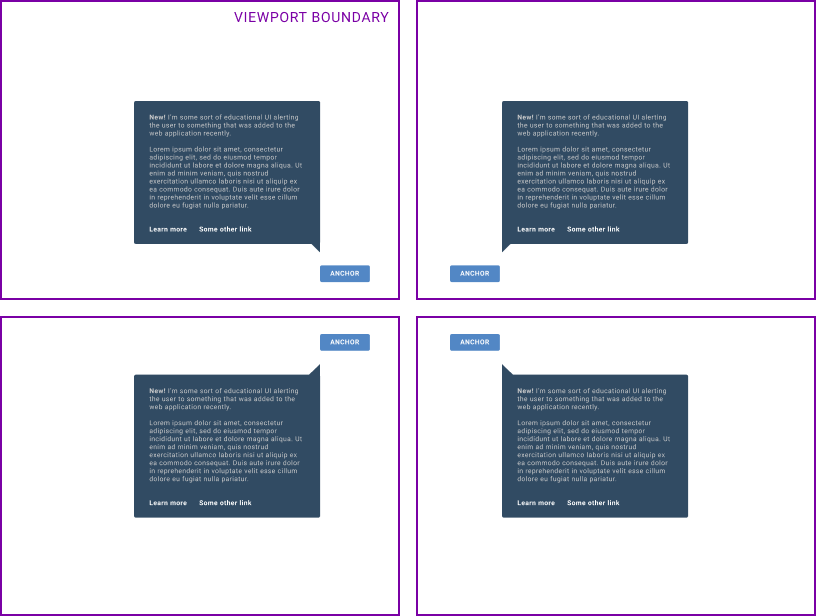 VIEWPORT BOUNDARY
New! I'm some sort of educational UI alerting
the user to something that was added to the
web application recently.
Lorem ipsum dolor sit amet, consectetur
adipiscing elit, sed do eiusmod tempor
incididunt ut labore et dolore magna aliqua. Ut
enim ad minim veniam, quis nostrud
exercitation ullamco laboris nisi ut aliquip ex
ea commodo consequat. Duis aute irure dolor
in reprehenderit in voluptate velit esse cillum
dolore eu fugiat nulla pariatur.
Learn more Some other link
ANCHOR
New! I'm some sort of educational UI alerting
the user to something that was added to the
web application recently.
Lorem ipsum dolor sit amet, consectetur
adipiscing elit, sed do eiusmod tempor
incididunt ut labore et dolore magna aliqua. Ut
enim ad minim veniam, quis nostrud
exercitation ullamco laboris nisi ut aliquip ex
ea commodo consequat. Duis aute irure dolor
in reprehenderit in voluptate velit esse cillum
dolore eu fugiat nulla pariatur.
Learn more Some other link
ANCHOR
ANCHOR
New! I'm some sort of educational UI alerting
the user to something that was added to the
web application recently.
Lorem ipsum dolor sit amet, consectetur
adipiscing elit, sed do eiusmod tempor
incididunt ut labore et dolore magna aliqua. Ut
enim ad minim veniam, quis nostrud
exercitation ullamco laboris nisi ut aliquip ex
ea commodo consequat. Duis aute irure dolor
in reprehenderit in voluptate velit esse cillum
dolore eu fugiat nulla pariatur.
Learn more Some other link
ANCHOR
New! I'm some sort of educational UI alerting
the user to something that was added to the
web application recently.
Lorem ipsum dolor sit amet, consectetur
adipiscing elit, sed do eiusmod tempor
incididunt ut labore et dolore magna aliqua. Ut
enim ad minim veniam, quis nostrud
exercitation ullamco laboris nisi ut aliquip ex
ea commodo consequat. Duis aute irure dolor
in reprehenderit in voluptate velit esse cillum
dolore eu fugiat nulla pariatur.
Learn more Some other link